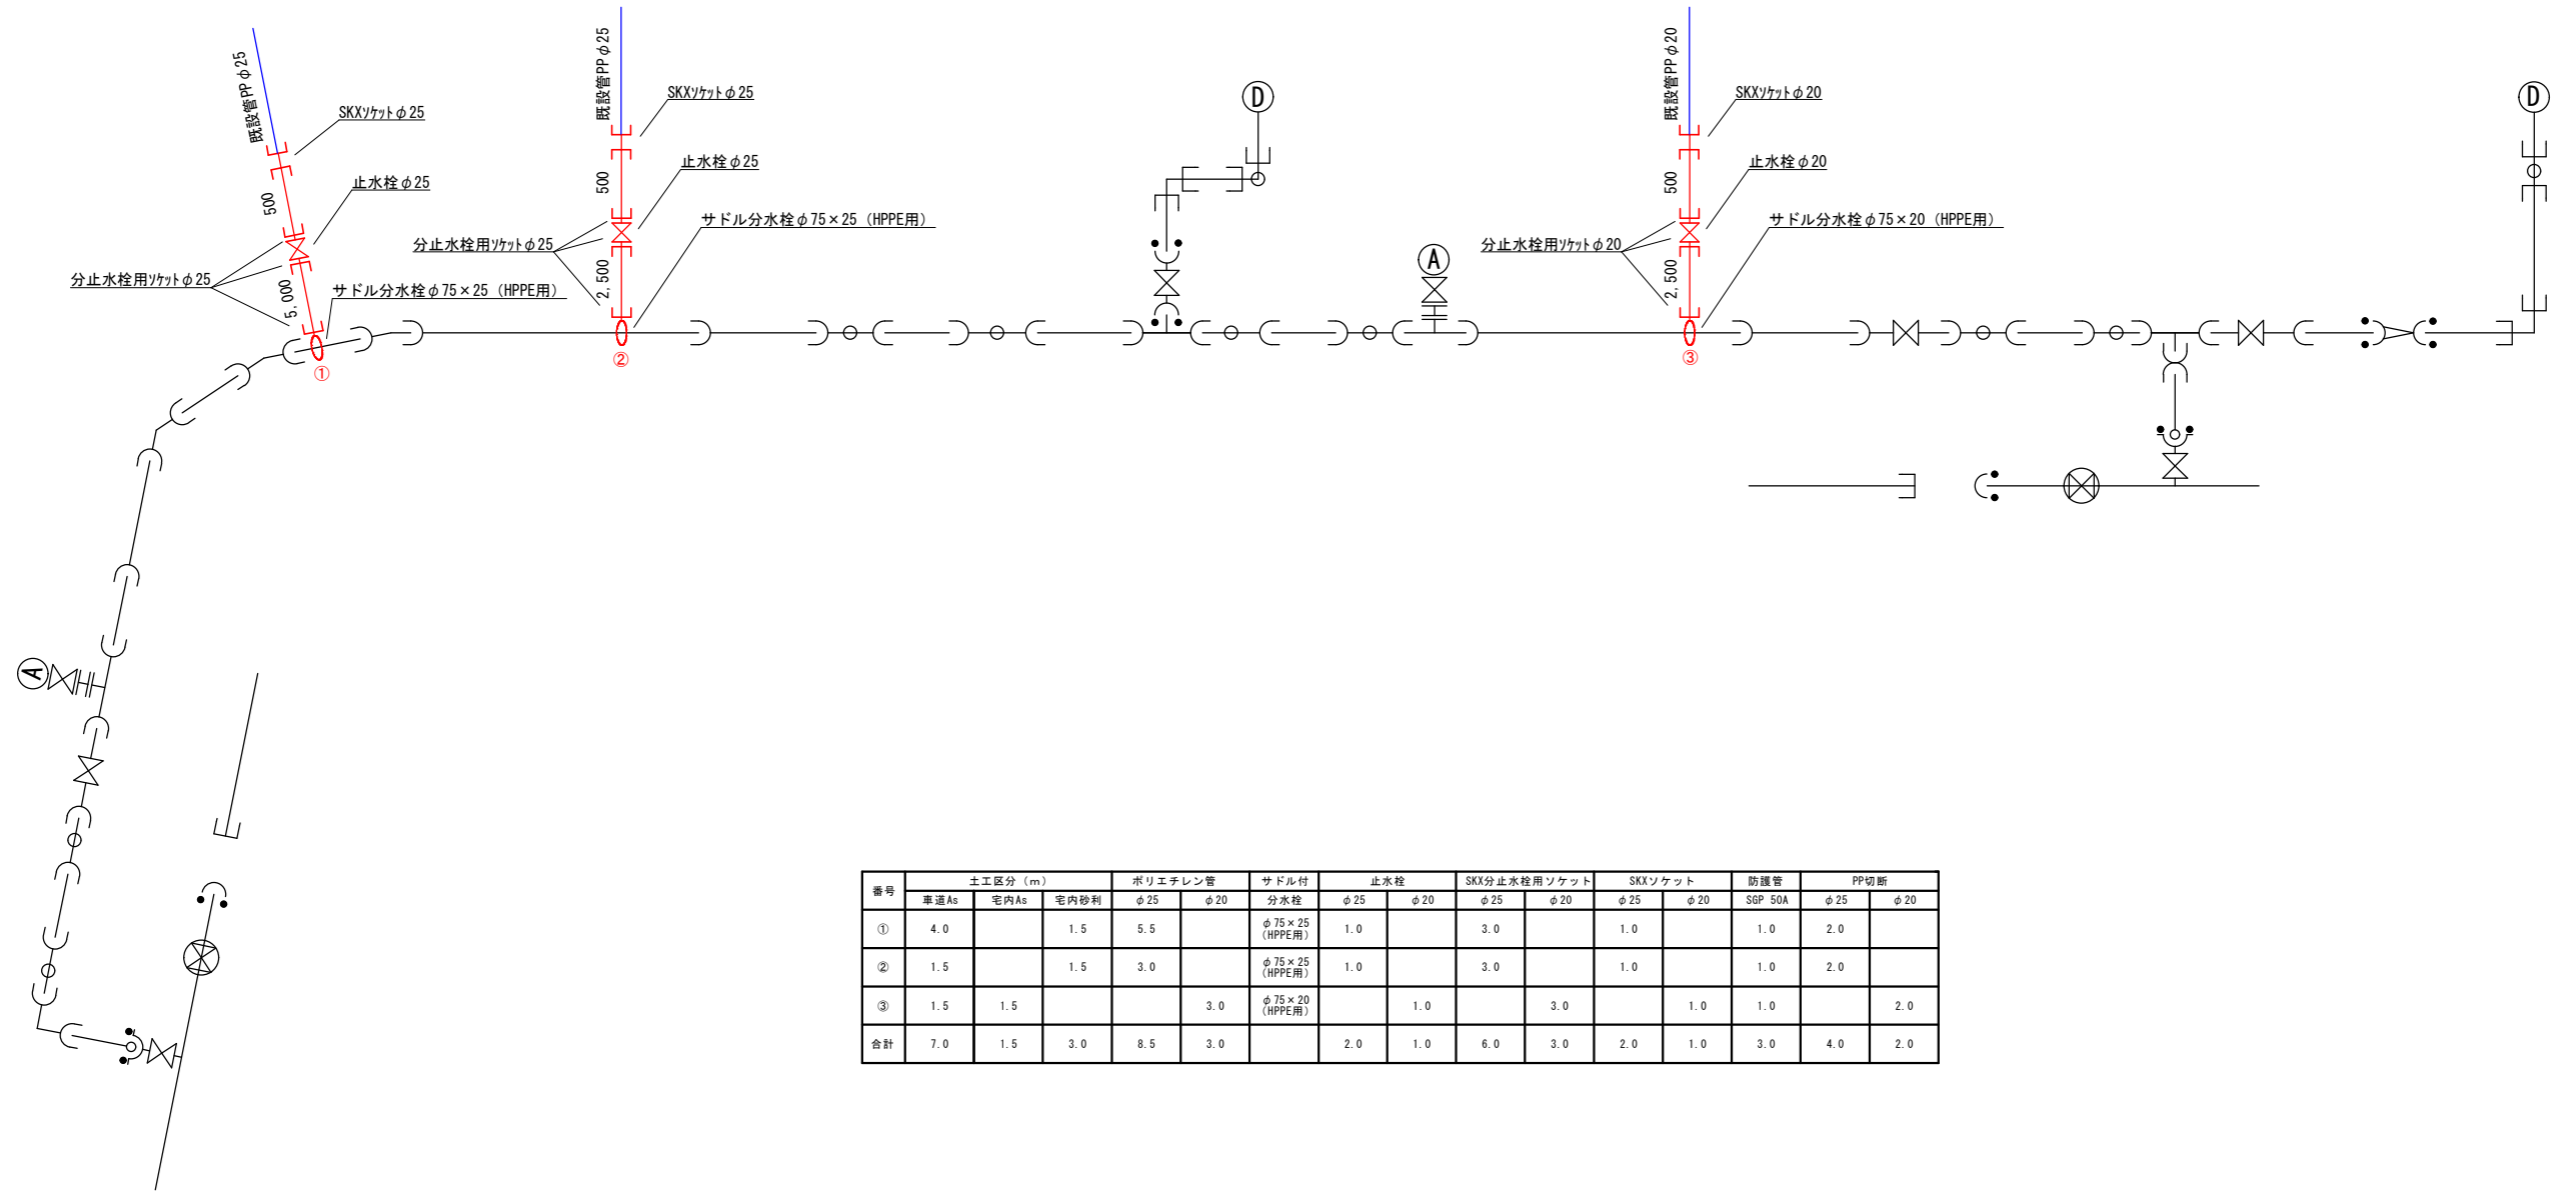 既設管PPφ25
SKXソケットφ25
500
止水栓φ25
分止水栓用ソケットφ25
5,000
サドル分水栓φ75×25 (HPPE用)
①
既設管PPφ25
SKXソケットφ25
500
止水栓φ25
分止水栓用ソケットφ25
2,500
サドル分水栓φ75×25 (HPPE用)
②
D
A
既設管PPφ20
SKXソケットφ20
500
止水栓φ20
分止水栓用ソケットφ20
2,500
サドル分水栓φ75×20 (HPPE用)
③
D
A
番号 土工区分(m) ポリエチレン管 サドル付 止水栓 SKX分止水栓用ソケット SKXソケット 防護管 PP切断
車道As 宅内As 宅内砂利 φ25 φ20 分水栓 φ25 φ20 φ25 φ20 φ25 φ20 SGP 50A φ25 φ20
① 4.0 1.5 5.5 φ75×25 (HPPE用) 1.0 3.0 1.0 1.0 2.0
② 1.5 1.5 3.0 φ75×25 (HPPE用) 1.0 3.0 1.0 1.0 2.0
③ 1.5 1.5 3.0 φ75×20 (HPPE用) 1.0 3.0 1.0 1.0 2.0
合計 7.0 1.5 3.0 8.5 3.0 2.0 1.0 6.0 3.0 2.0 1.0 3.0 4.0 2.0